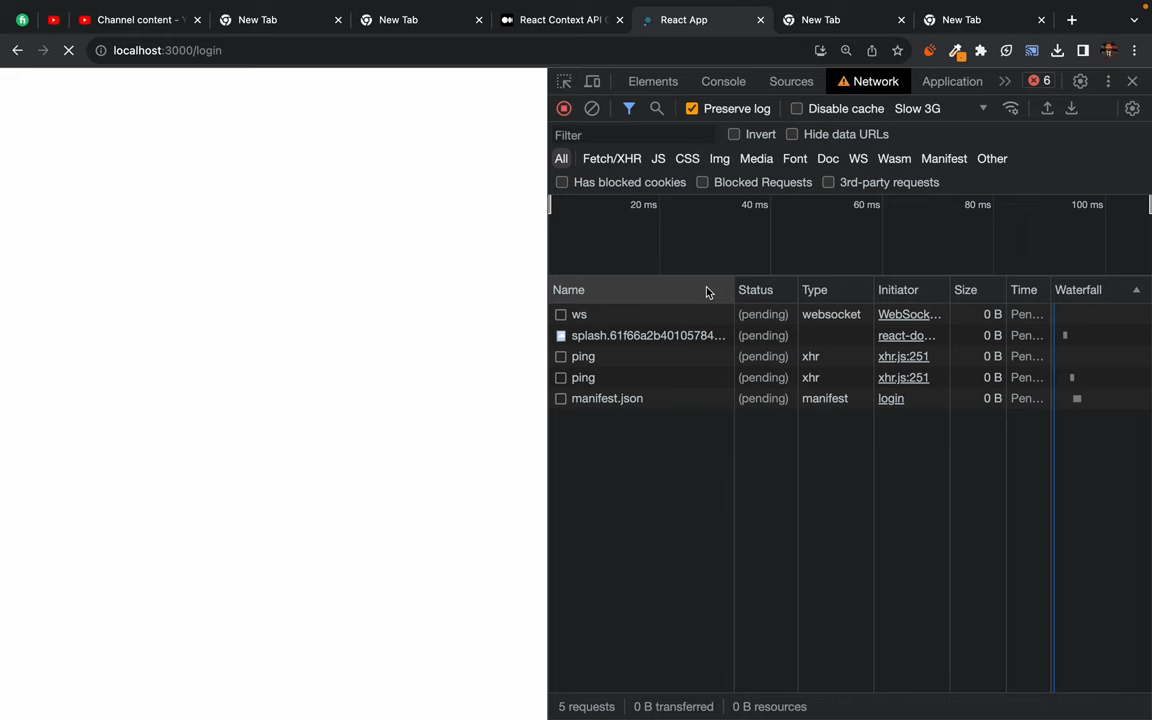 Channel content - Y
New Tab
New Tab
React Context API C
React App
New Tab
New Tab
localhost:3000/login
Elements
Console
Sources
Network
Application
6
Preserve log
Disable cache
Slow 3G
Filter
Invert
Hide data URLs
All
Fetch/XHR
JS
CSS
Img
Media
Font
Doc
WS
Wasm
Manifest
Other
Has blocked cookies
Blocked Requests
3rd-party requests
20 ms
40 ms
60 ms
80 ms
100 ms
Name
Status
Type
Initiator
Size
Time
Waterfall
ws
(pending)
websocket
WebSock...
0 B
Pen...
splash.61f66a2b40105784...
(pending)
react-do...
0 B
Pen...
ping
(pending)
xhr
xhr.js:251
0 B
Pen...
ping
(pending)
xhr
xhr.js:251
0 B
Pen...
manifest.json
(pending)
manifest
login
0 B
Pen...
5 requests
0 B transferred
0 B resources